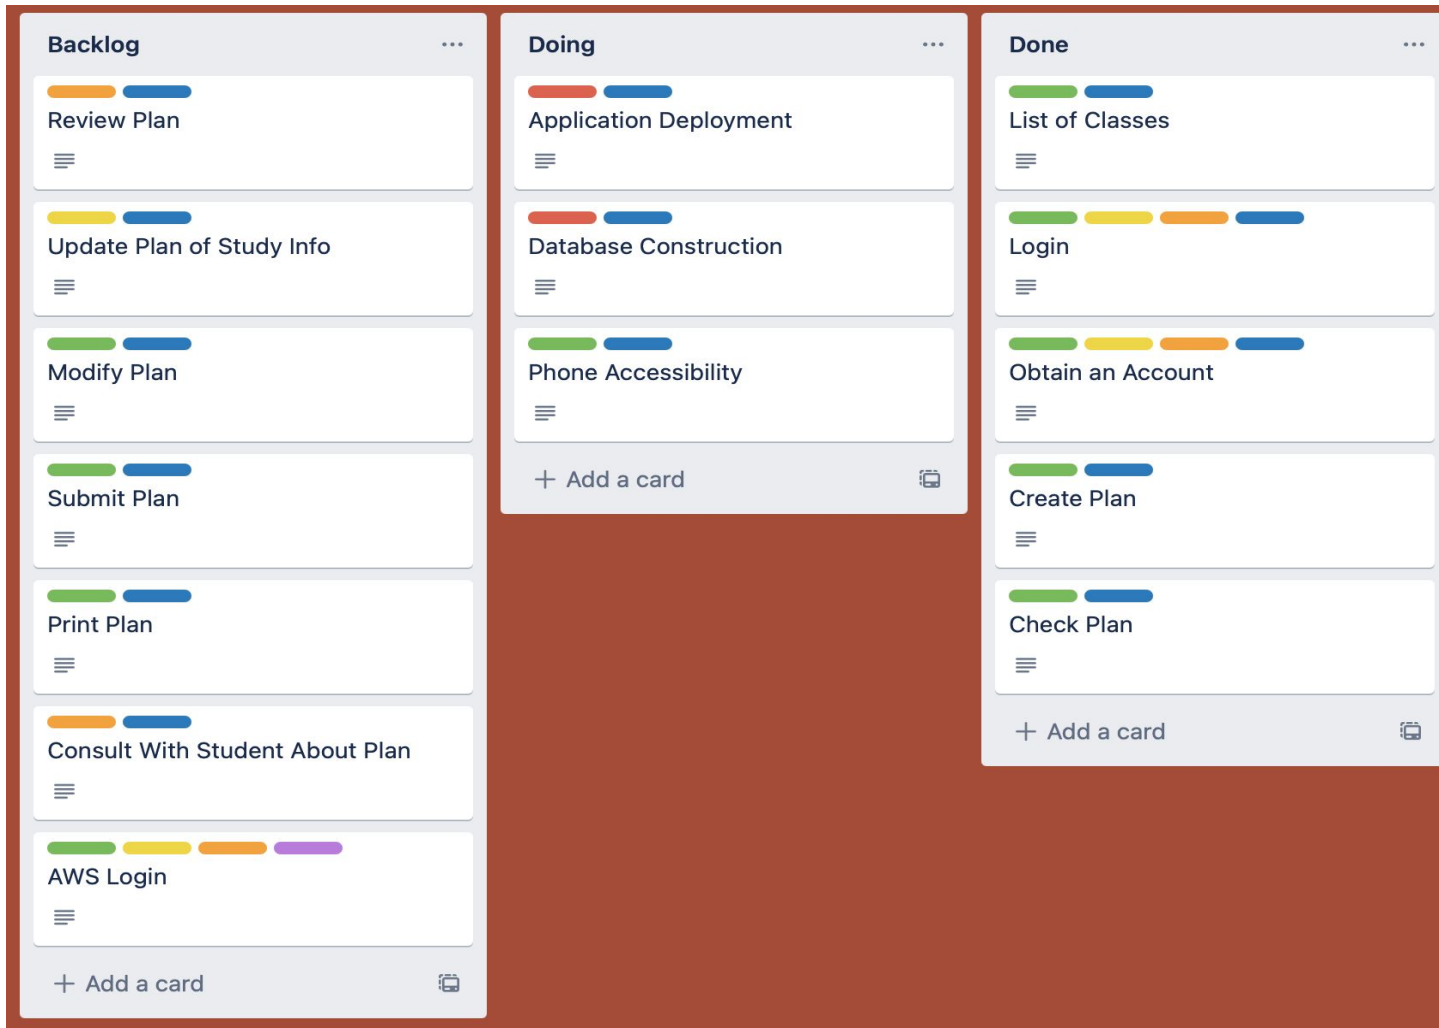 Backlog
Review Plan
Update Plan of Study Info
Modify Plan
Submit Plan
Print Plan
Consult With Student About Plan
AWS Login
+ Add a card
Doing
Application Deployment
Database Construction
Phone Accessibility
+ Add a card
Done
List of Classes
Login
Obtain an Account
Create Plan
Check Plan
+ Add a card